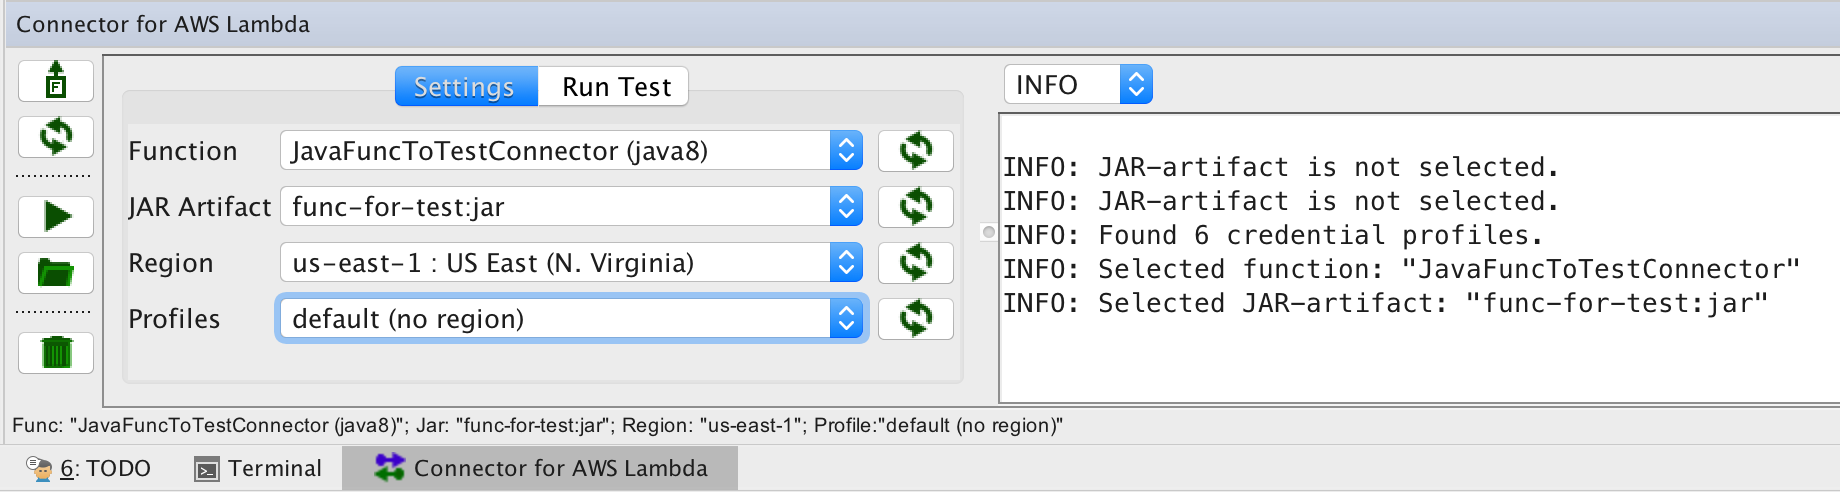 Connector for AWS Lambda
F
Settings Run Test
INFO
Function JavaFuncToTestConnector (java8)
JAR Artifact func-for-test:jar
Region us-east-1 : US East (N. Virginia)
Profiles default (no region)
INFO: JAR-artifact is not selected.
INFO: JAR-artifact is not selected.
INFO: Found 6 credential profiles.
INFO: Selected function: "JavaFuncToTestConnector"
INFO: Selected JAR-artifact: "func-for-test:jar"
Func: "JavaFuncToTestConnector (java8)"; Jar: "func-for-test:jar"; Region: "us-east-1"; Profile:"default (no region)"
6: TODO Terminal Connector for AWS Lambda